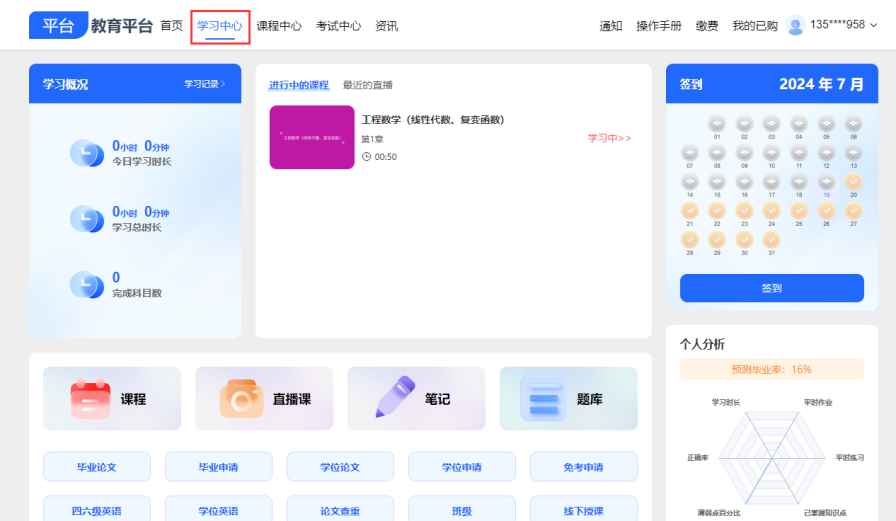 平台 教育平台 首页 学习中心 课程中心 考试中心 资讯 通知 操作手册 缴费 我的已购 135****958
学习概况 学习记录 >
0小时 0分钟
今日学习时长
0小时 0分钟
学习总时长
0
完成科目数
进行中的课程 最近的直播
工程数学（线性代数、复变函数）
工程数学（线性代数、复变函数）
第1章
00:50
学习中>>
签到 2024 年 7 月
01 02 03 04 05 06
07 08 09 10 11 12 13
14 15 16 17 18 19 20
21 22 23 24 25 26 27
28 29 30 31
签到
课程 直播课 笔记 题库
毕业论文 毕业申请 学位论文 学位申请 免考申请
四六级英语 学位英语 论文查重 班级 线下授课
个人分析
预测毕业率：16%
学习时长 平时作业
正确率 平时练习
薄弱点百分比 已掌握知识点